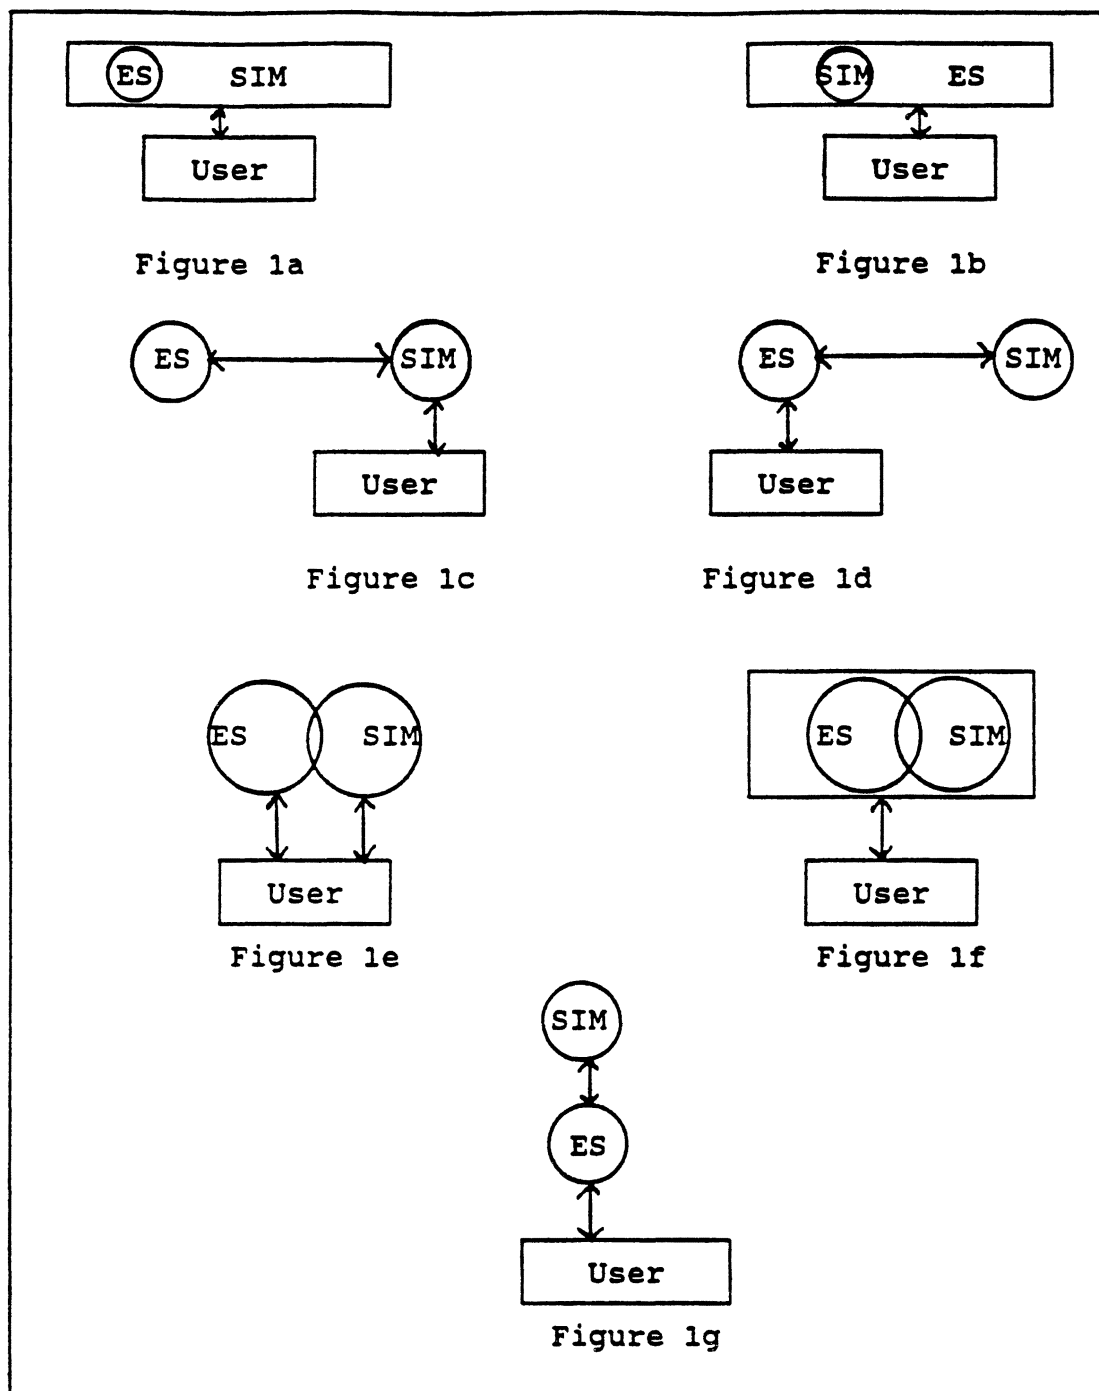 ES SIM
SIM ES
User
User
Figure 1a
Figure 1b
ES SIM
ES SIM
User
User
Figure 1c
Figure 1d
ES SIM
ES SIM
User
User
Figure 1e
Figure 1f
SIM
ES
User
Figure 1g